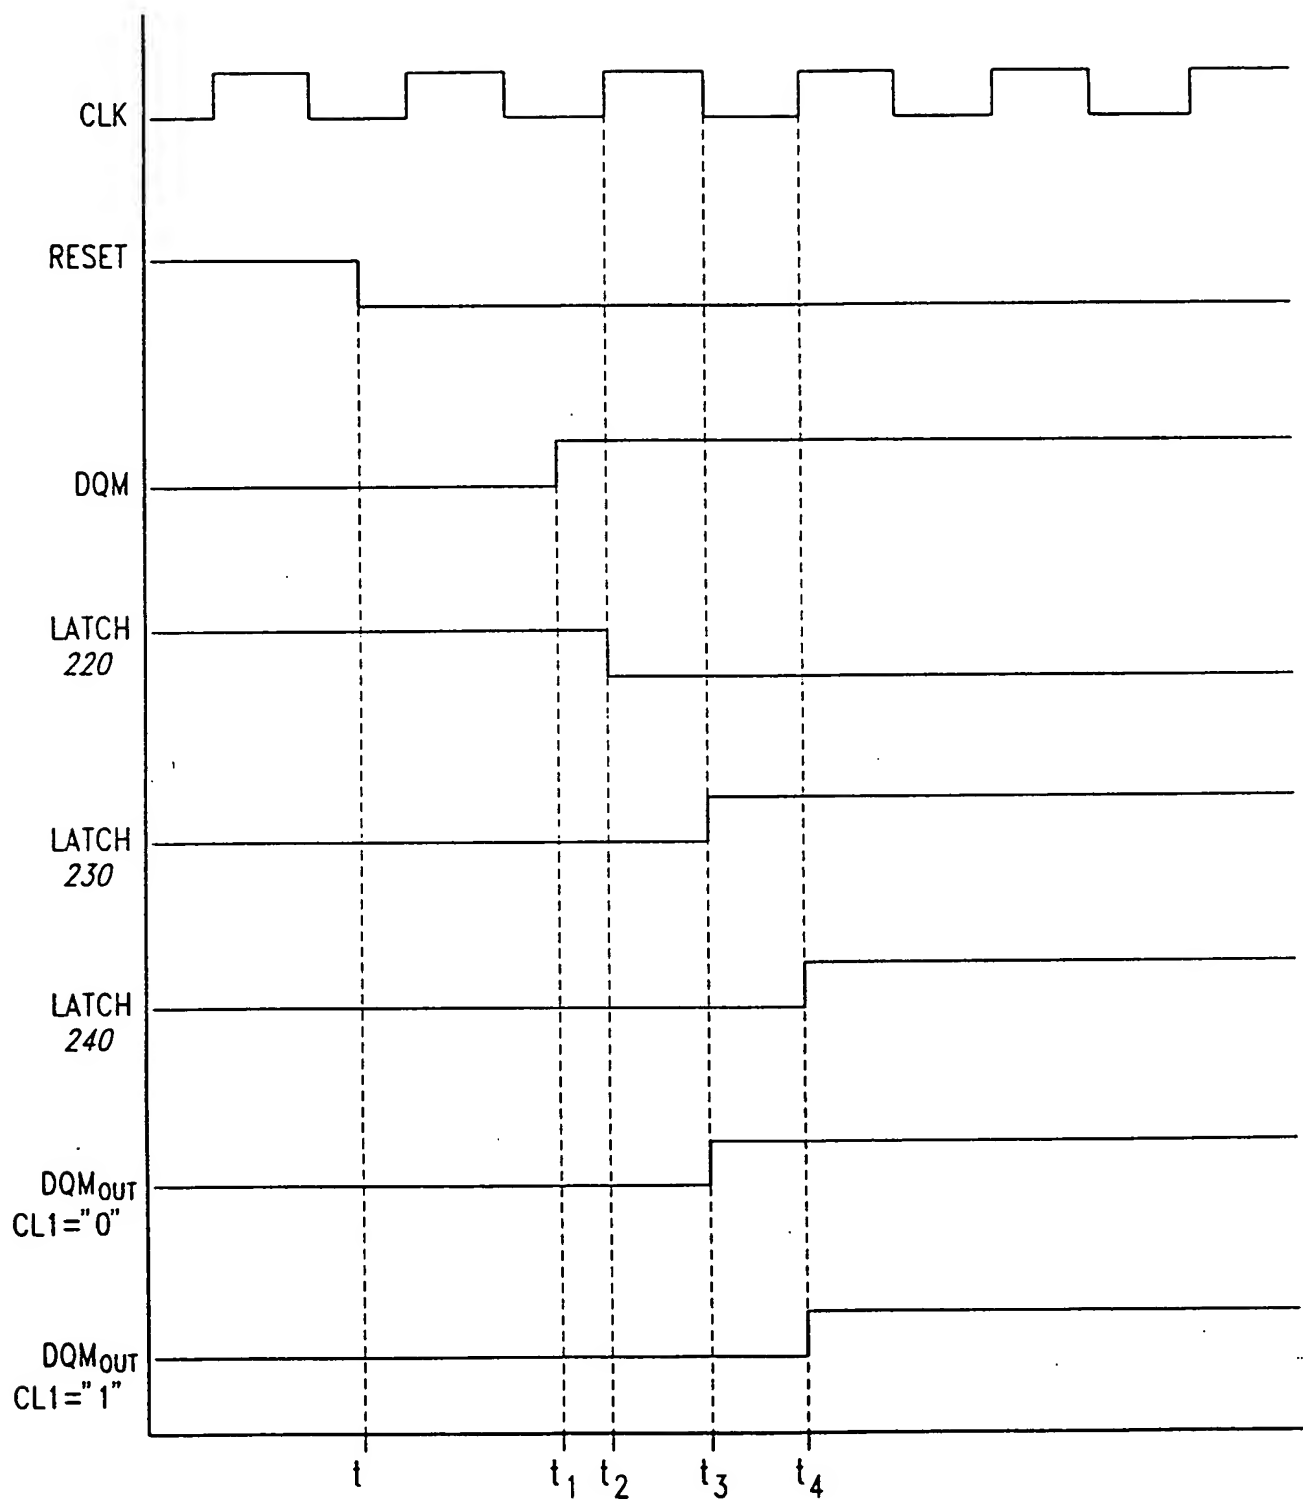 CLK
RESET
DQM
LATCH
220
LATCH
230
LATCH
240
DQMOUT
CL1="0"
DQMOUT
CL1="1"
t t1 t2 t3 t4